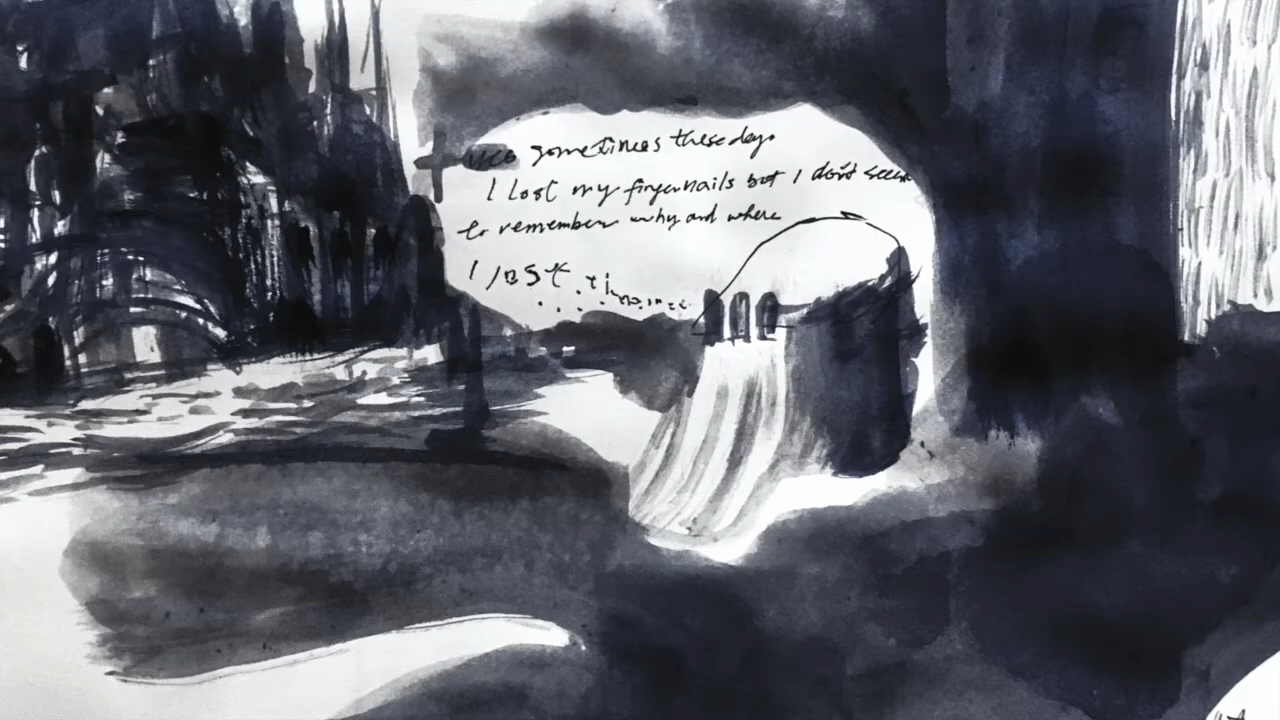 sometimes these days
I lost my fingernails but I don't seem
to remember why and where
I lost